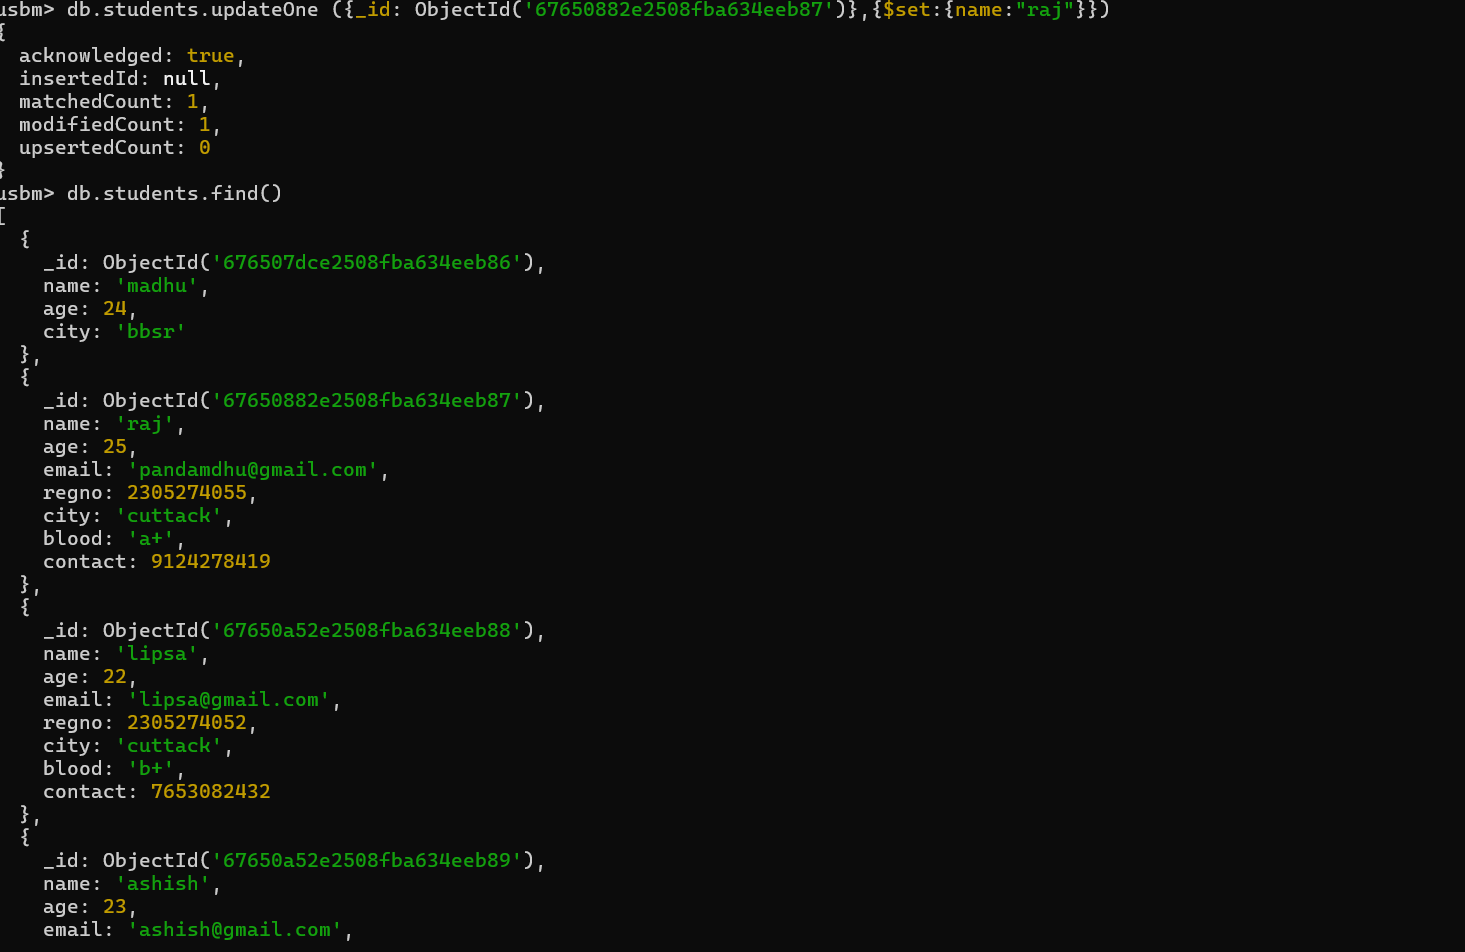 usbm> db.students.updateOne ({_id: ObjectId('67650882e2508fba634eeb87')},{$set:{name:"raj"}})
{
  acknowledged: true,
  insertedId: null,
  matchedCount: 1,
  modifiedCount: 1,
  upsertedCount: 0
}
usbm> db.students.find()
[
  {
    _id: ObjectId('676507dce2508fba634eeb86'),
    name: 'madhu',
    age: 24,
    city: 'bbsr'
  },
  {
    _id: ObjectId('67650882e2508fba634eeb87'),
    name: 'raj',
    age: 25,
    email: 'pandamdhu@gmail.com',
    regno: 2305274055,
    city: 'cuttack',
    blood: 'a+',
    contact: 9124278419
  },
  {
    _id: ObjectId('67650a52e2508fba634eeb88'),
    name: 'lipsa',
    age: 22,
    email: 'lipsa@gmail.com',
    regno: 2305274052,
    city: 'cuttack',
    blood: 'b+',
    contact: 7653082432
  },
  {
    _id: ObjectId('67650a52e2508fba634eeb89'),
    name: 'ashish',
    age: 23,
    email: 'ashish@gmail.com',